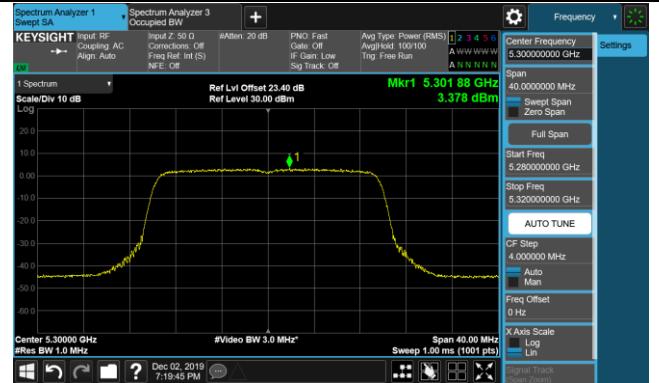 Spectrum Analyzer 1
Swept SA
Spectrum Analyzer 3
Occupied BW
Frequency
KEYSIGHT
Input: RF
Coupling: AC
Align: Auto
Input Z: 50 Ω
Corrections: Off
Freq Ref: Int (S)
NFE: Off
#Atten: 20 dB
PNO: Fast
Gate: Off
IF Gain: Low
Sig Track: Off
Avg Type: Power (RMS)
Avg|Hold: 100/100
Trig: Free Run
1 2 3 4 5 6
A W W W W W
A N N N N N
LXI
1 Spectrum
Scale/Div 10 dB
Log
Ref Lvl Offset 23.40 dB
Ref Level 30.00 dBm
Mkr1 5.301 88 GHz
3.378 dBm
20.0
10.0
0.00
-10.0
-20.0
-30.0
-40.0
-50.0
-60.0
1
Center 5.30000 GHz
#Res BW 1.0 MHz
#Video BW 3.0 MHz*
Span 40.00 MHz
Sweep 1.00 ms (1001 pts)
Dec 02, 2019
7:19:45 PM
Center Frequency
5.300000000 GHz
Settings
Span
40.0000000 MHz
Swept Span
Zero Span
Full Span
Start Freq
5.280000000 GHz
Stop Freq
5.320000000 GHz
AUTO TUNE
CF Step
4.000000 MHz
Auto
Man
Freq Offset
0 Hz
X Axis Scale
Log
Lin
Signal Track
(Span Zoom)